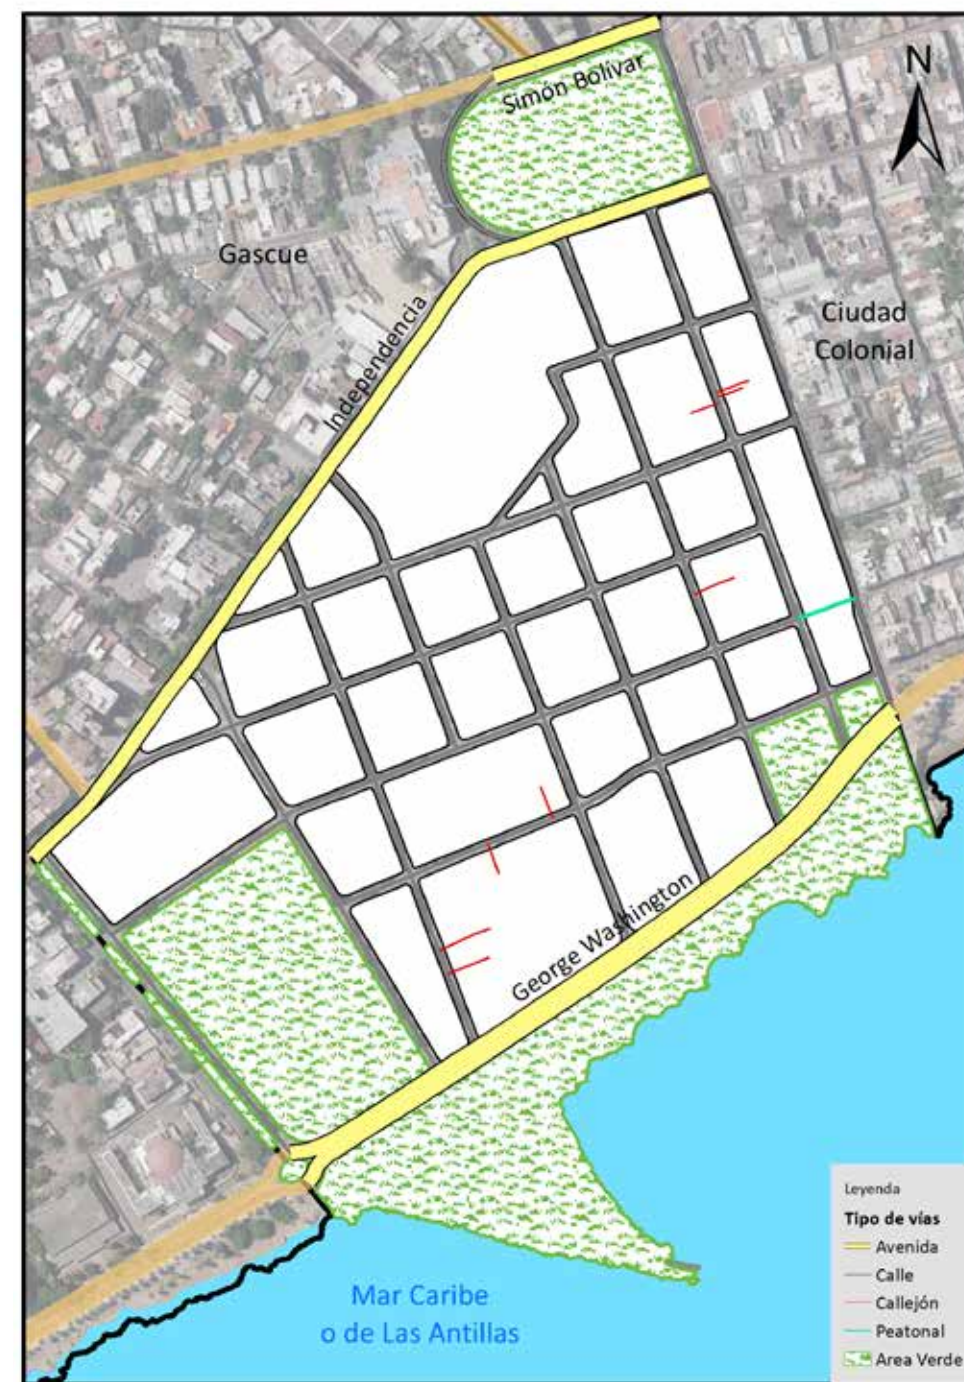 N
Simón Bolívar
Gascue
Independencia
Ciudad
Colonial
George Washington
Mar Caribe
o de Las Antillas
Leyenda
Tipo de vías
Avenida
Calle
Callejón
Peatonal
Area Verde